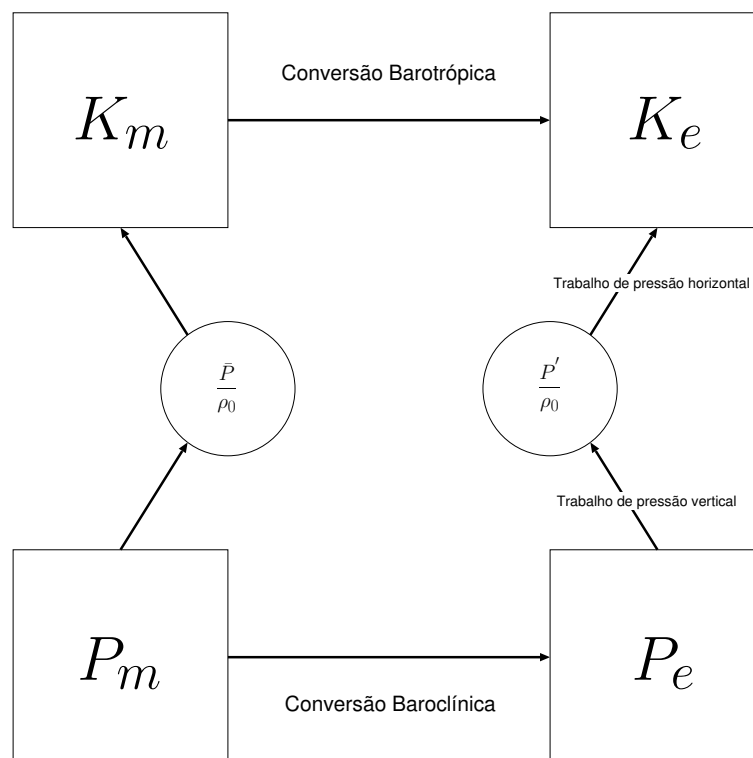 Conversão Barotrópica
K_m
K_e
Trabalho de pressão horizontal
P̄/ρ₀
P′/ρ₀
Trabalho de pressão vertical
P_m
P_e
Conversão Baroclínica